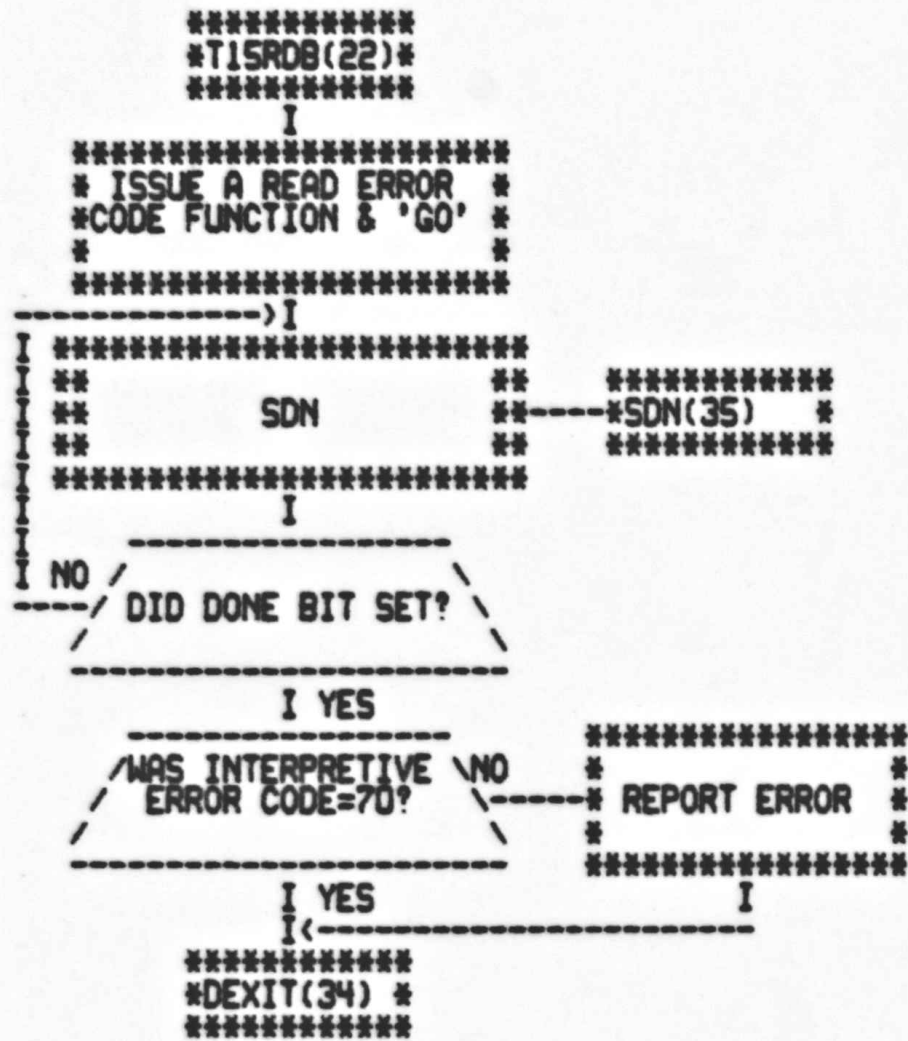 ************
*T15RDB(22)*
************
I
***********************
* ISSUE A READ ERROR *
*CODE FUNCTION & 'GO' *
* *
***********************
------------->I
*************************
** **
** SDN **-----*SDN(35) *
** **
*************************
I
I NO
DID DONE BIT SET?
I YES
WAS INTERPRETIVE NO
ERROR CODE=70?
* REPORT ERROR *
I YES
I<-----------------------
************
*DEXIT(34) *
************